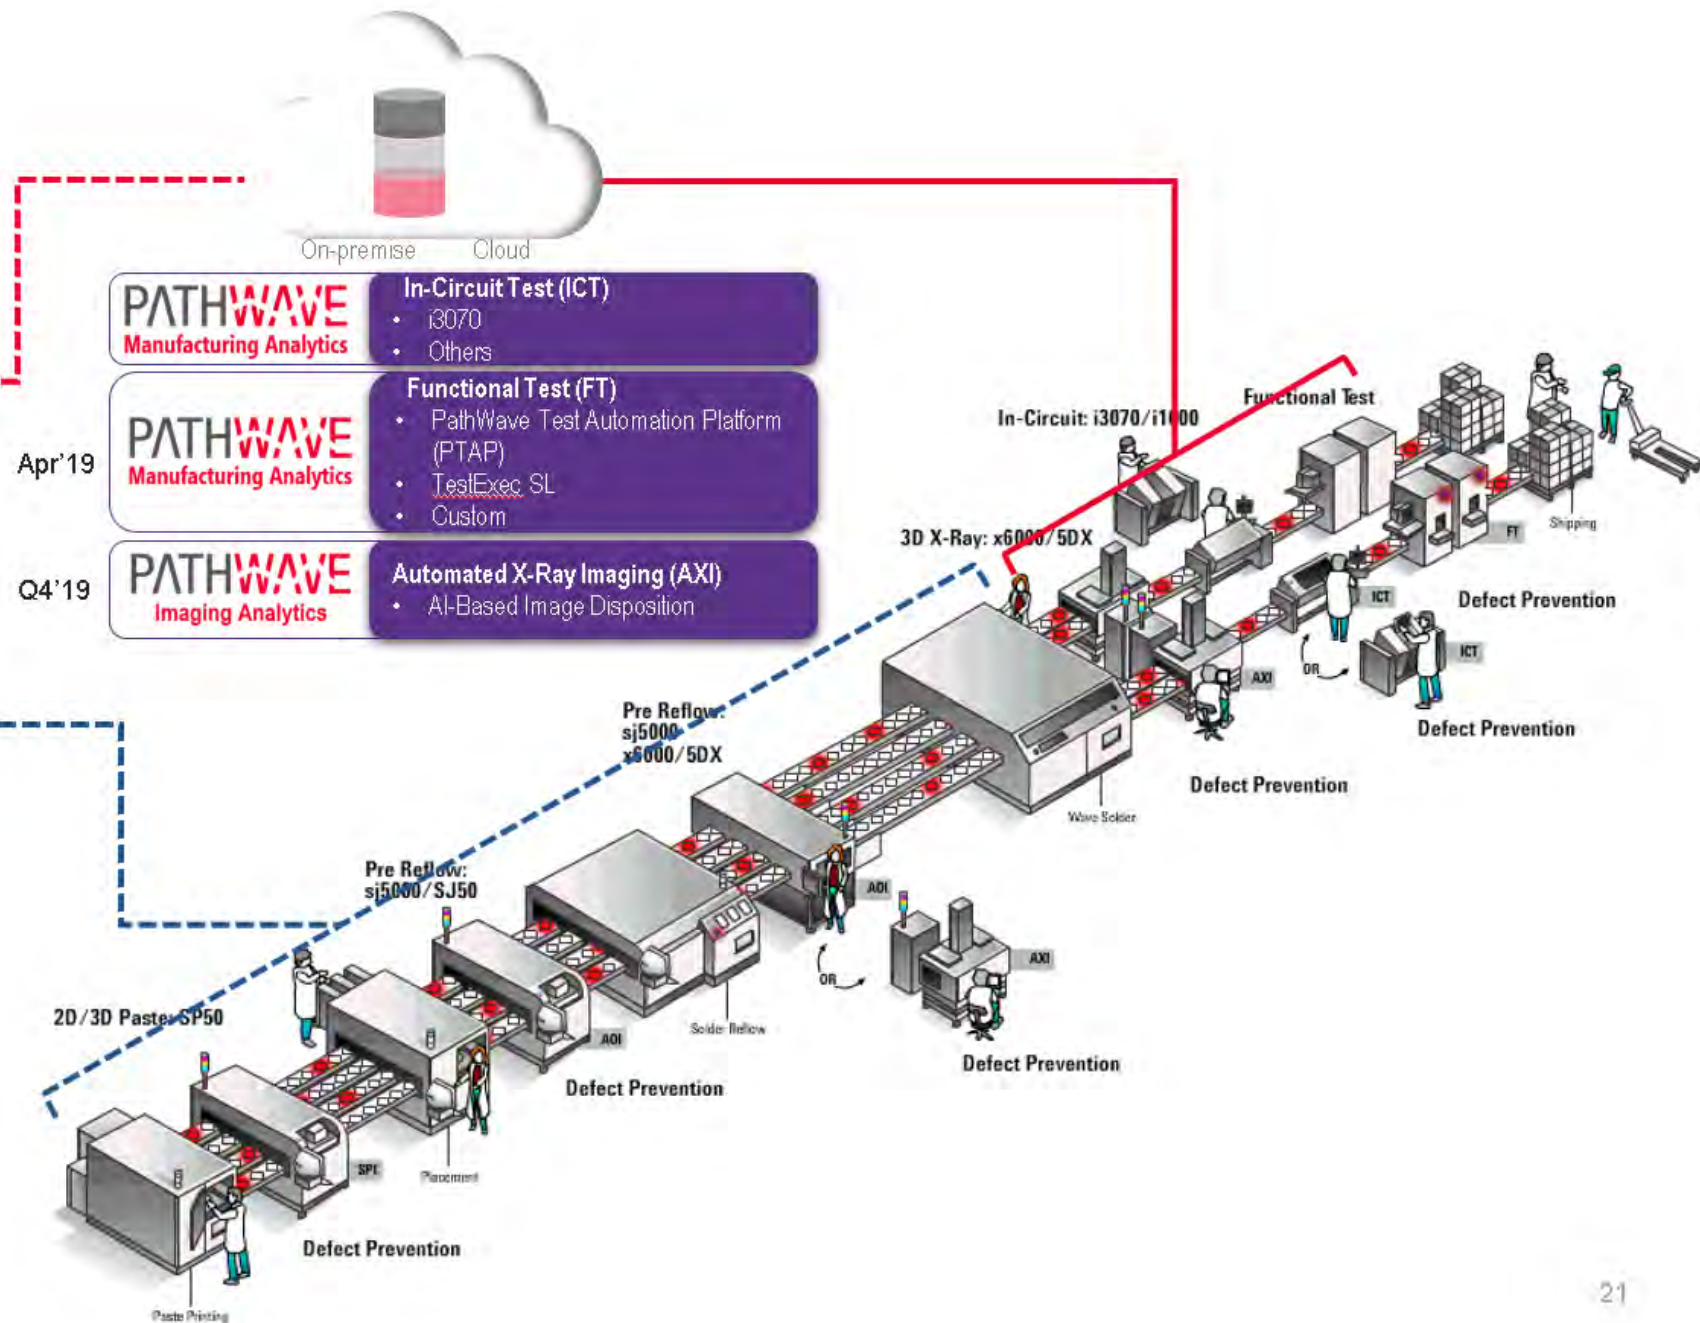 On-premise Cloud
PATHWAVE
Manufacturing Analytics
In-Circuit Test (ICT)
• i3070
• Others
Apr'19
PATHWAVE
Manufacturing Analytics
Functional Test (FT)
• PathWave Test Automation Platform
(PTAP)
• TestExec SL
• Custom
Q4'19
PATHWAVE
Imaging Analytics
Automated X-Ray Imaging (AXI)
• AI-Based Image Disposition
In-Circuit: i3070/i1000
Functional Test
3D X-Ray: x6000/5DX
Shipping
FT
ICT
Defect Prevention
OR
ICT
AXI
Defect Prevention
Pre Reflow:
sj5000
x6000/5DX
Defect Prevention
Wave Solder
Pre Reflow:
sj5000/SJ50
AOI
OR
AXI
2D/3D Paste: SP50
Solder Reflow
AOI
Defect Prevention
Defect Prevention
SPI
Placement
Defect Prevention
Paste Printing
21